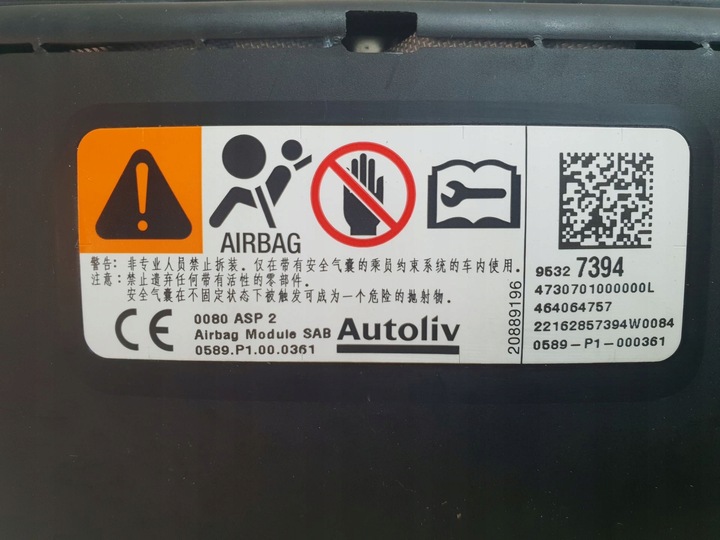 AIRBAG
警告：非专业人员禁止拆装。仅在带有安全气囊的乘员约束系统的车内使用。
注意：禁止遗弃任何带有活性的零部件。
安全气囊在不固定状态下被触发可成为一个危险的抛射物。
CE
0080 ASP 2
Airbag Module SAB
0589.P1.00.0361
Autoliv
20889196
9532 7394
4730701000000L
464064757
22162857394W0084
0589-P1-000361